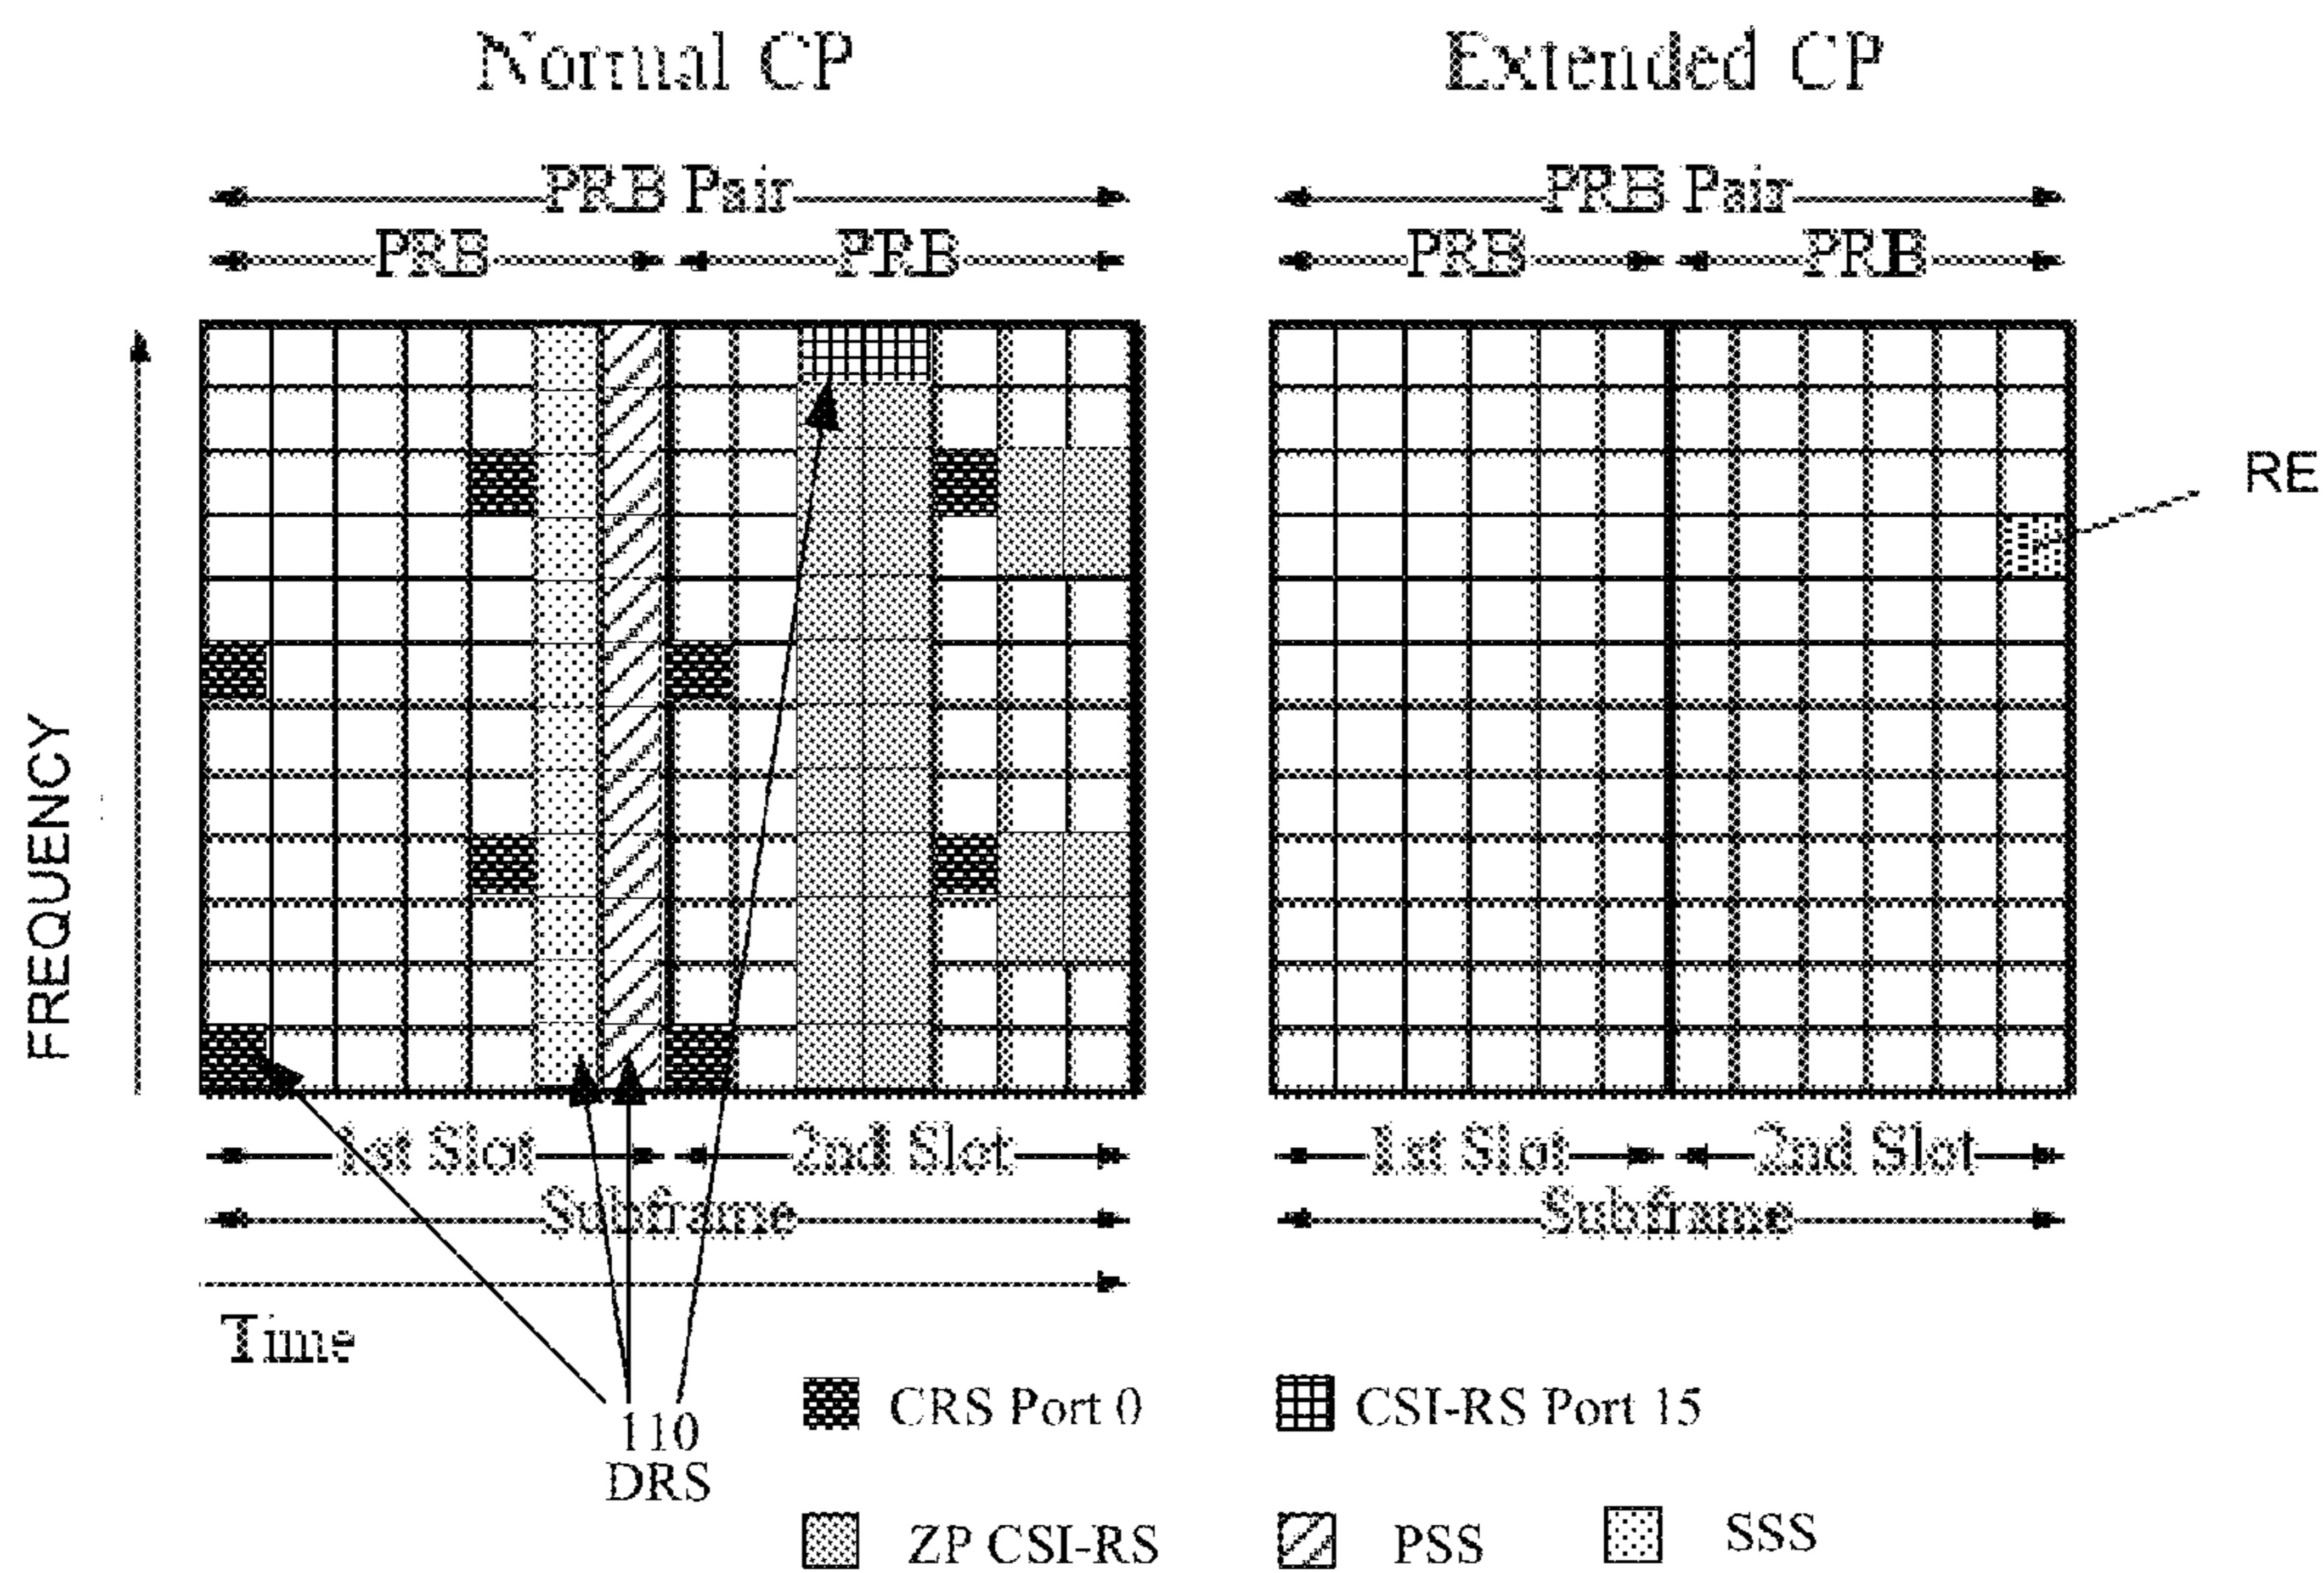 Normal CP
Extended CP
PRB Pair
PRB Pair
PRB
PRB
PRB
PRB
RE
FREQUENCY
1st Slot
2nd Slot
1st Slot
2nd Slot
Subframe
Subframe
Time
110
DRS
CRS Port 0
CSI-RS Port 15
ZP CSI-RS
PSS
SSS